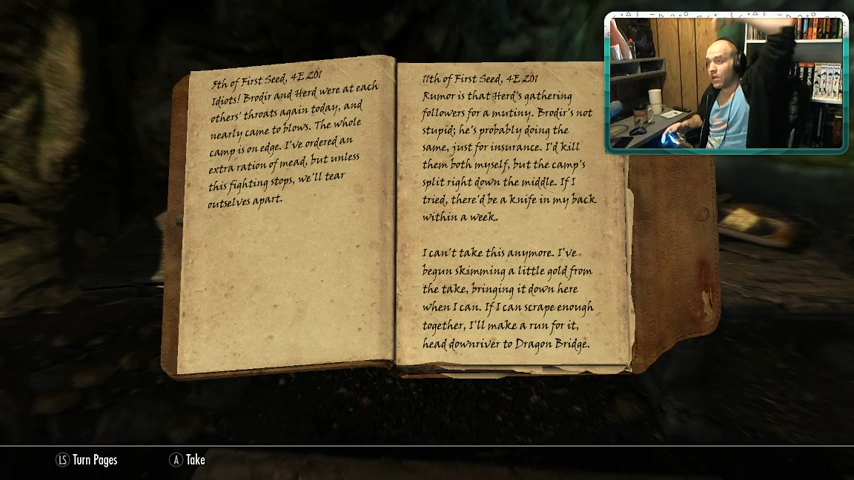 5th of First Seed, 4E 201
Idiots! Brodir and Herd were at each
others' throats again today, and
nearly came to blows. The whole
camp is on edge. I've ordered an
extra ration of mead, but unless
this fighting stops, we'll tear
outselves apart.
11th of First Seed, 4E 201
Rumor is that Herd's gathering
followers for a mutiny. Brodir's not
stupid; he's probably doing the
same, just for insurance. I'd kill
them both myself, but the camp's
split right down the middle. If I
tried, there'd be a knife in my back
within a week.
I can't take this anymore. I've
begun skimming a little gold from
the take, bringing it down here
when I can. If I can scrape enough
together, I'll make a run for it,
head downriver to Dragon Bridge.
LS Turn Pages
A Take